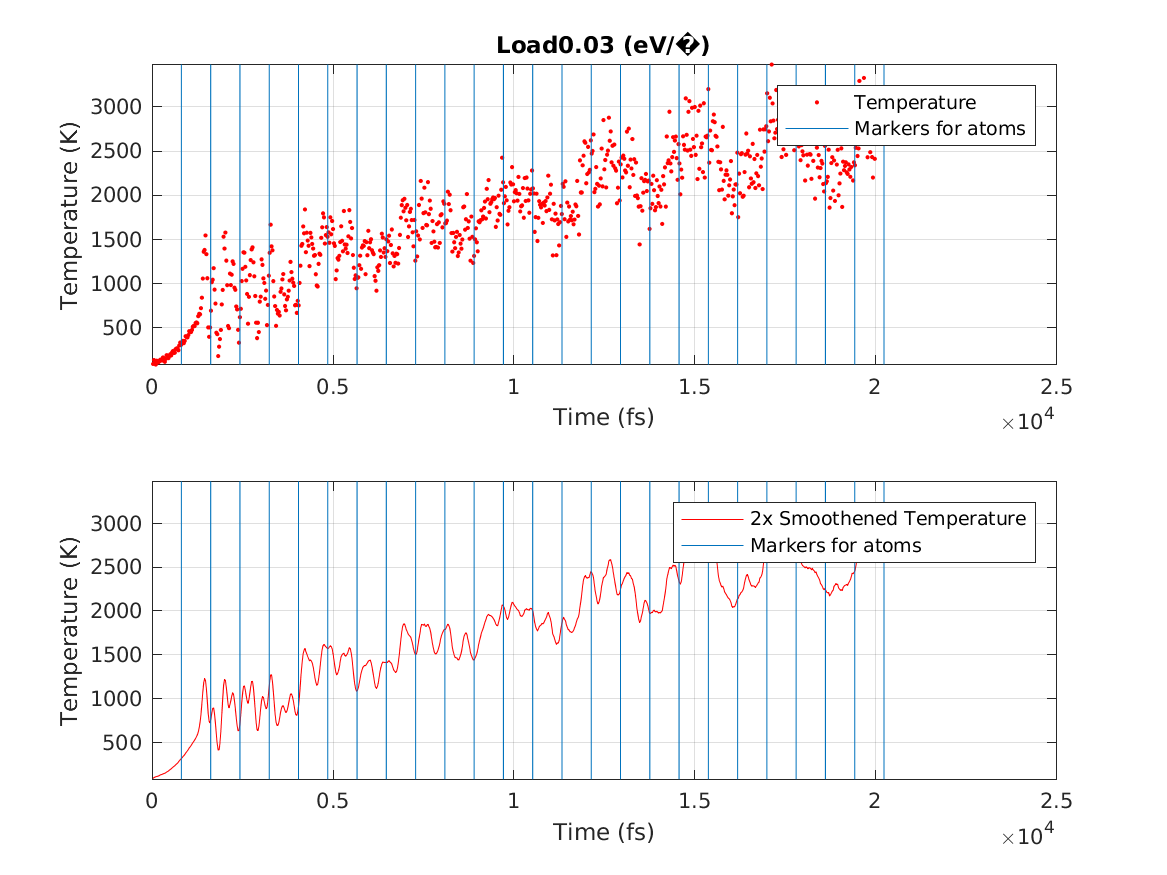 Load0.03 (eV/�)
Temperature (K)
3000
2500
2000
1500
1000
500
Temperature
Markers for atoms
0
0.5
1
1.5
2
2.5
Time (fs)
×10^4
Temperature (K)
3000
2500
2000
1500
1000
500
2x Smoothened Temperature
Markers for atoms
0
0.5
1
1.5
2
2.5
Time (fs)
×10^4